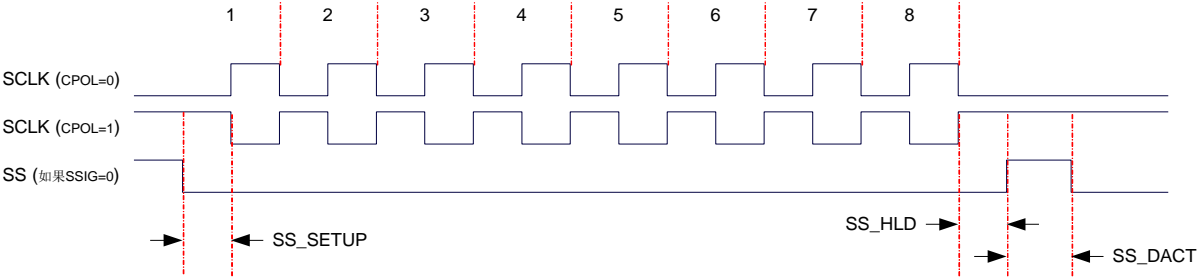 1 2 3 4 5 6 7 8
SCLK (CPOL=0)
SCLK (CPOL=1)
SS (如果SSIG=0)
SS_SETUP
SS_HLD
SS_DACT